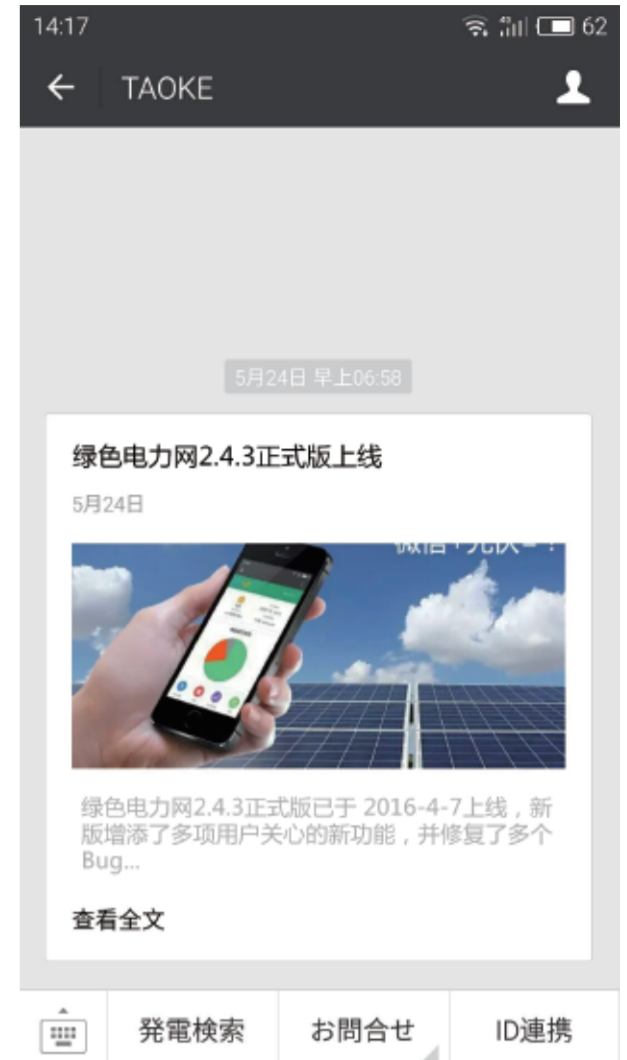 14:17
62
TAOKE
5月24日 早上06:58
绿色电力网2.4.3正式版上线
5月24日
绿色电力网2.4.3正式版已于 2016-4-7上线，新
版增添了多项用户关心的新功能，并修复了多个
Bug...
查看全文
発電検索
お問合せ
ID連携